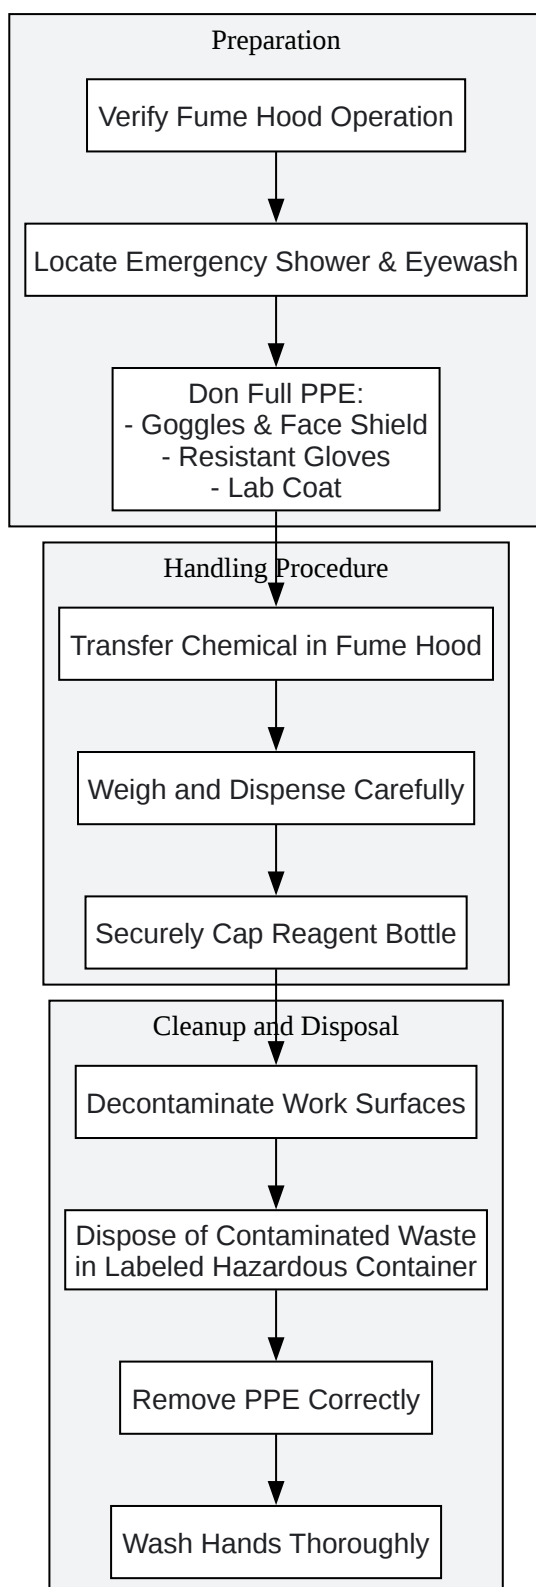 Preparation
Verify Fume Hood Operation
Locate Emergency Shower & Eyewash
Don Full PPE:
- Goggles & Face Shield
- Resistant Gloves
- Lab Coat
Handling Procedure
Transfer Chemical in Fume Hood
Weigh and Dispense Carefully
Securely Cap Reagent Bottle
Cleanup and Disposal
Decontaminate Work Surfaces
Dispose of Contaminated Waste
in Labeled Hazardous Container
Remove PPE Correctly
Wash Hands Thoroughly